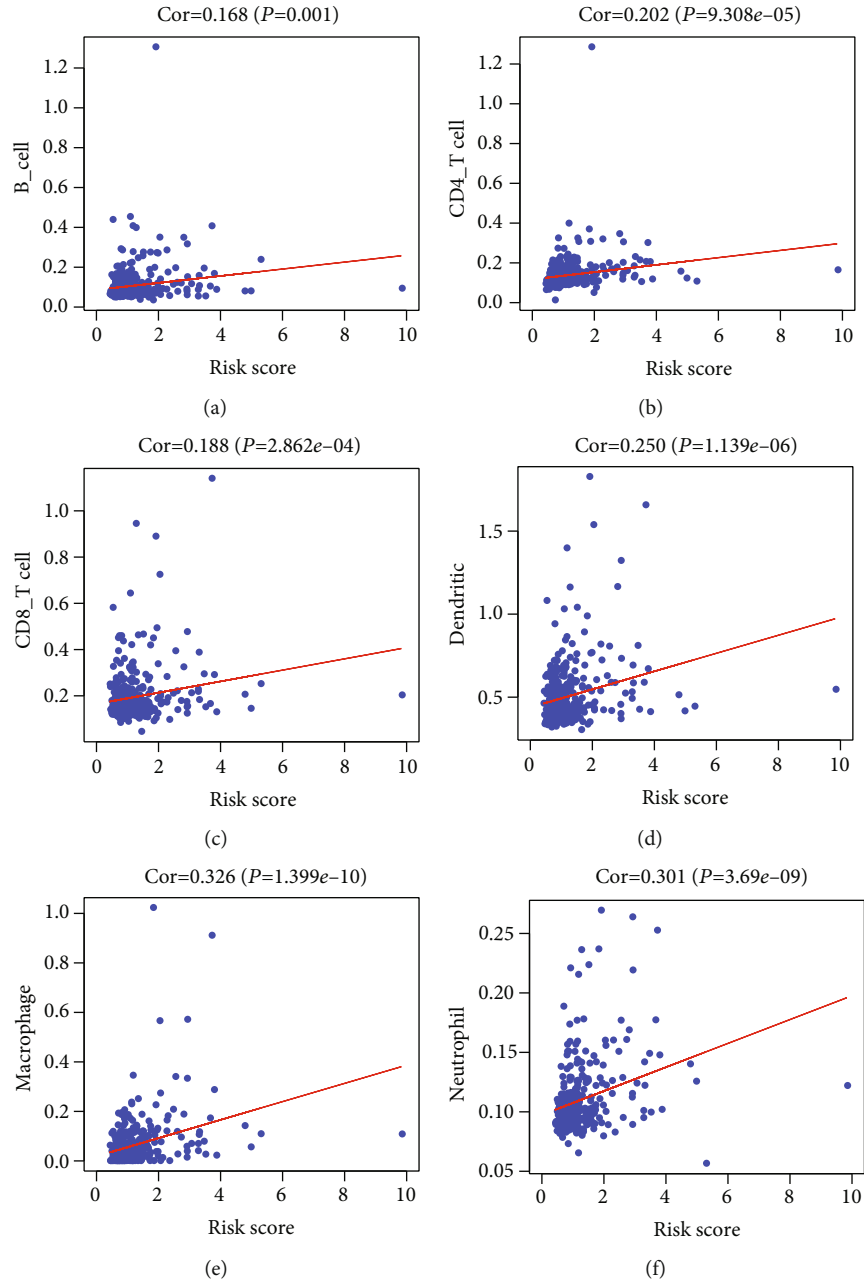 Cor=0.168 (P=0.001)
B_cell
1.2
1.0
0.8
0.6
0.4
0.2
0.0
0 2 4 6 8 10
Risk score
(a)
Cor=0.202 (P=9.308e–05)
CD4_T cell
1.2
1.0
0.8
0.6
0.4
0.2
0.0
0 2 4 6 8 10
Risk score
(b)
Cor=0.188 (P=2.862e–04)
CD8_T cell
1.0
0.8
0.6
0.4
0.2
0 2 4 6 8 10
Risk score
(c)
Cor=0.250 (P=1.139e–06)
Dendritic
1.5
1.0
0.5
0 2 4 6 8 10
Risk score
(d)
Cor=0.326 (P=1.399e–10)
Macrophage
1.0
0.8
0.6
0.4
0.2
0.0
0 2 4 6 8 10
Risk score
(e)
Cor=0.301 (P=3.69e–09)
Neutrophil
0.25
0.20
0.15
0.10
0.05
0 2 4 6 8 10
Risk score
(f)